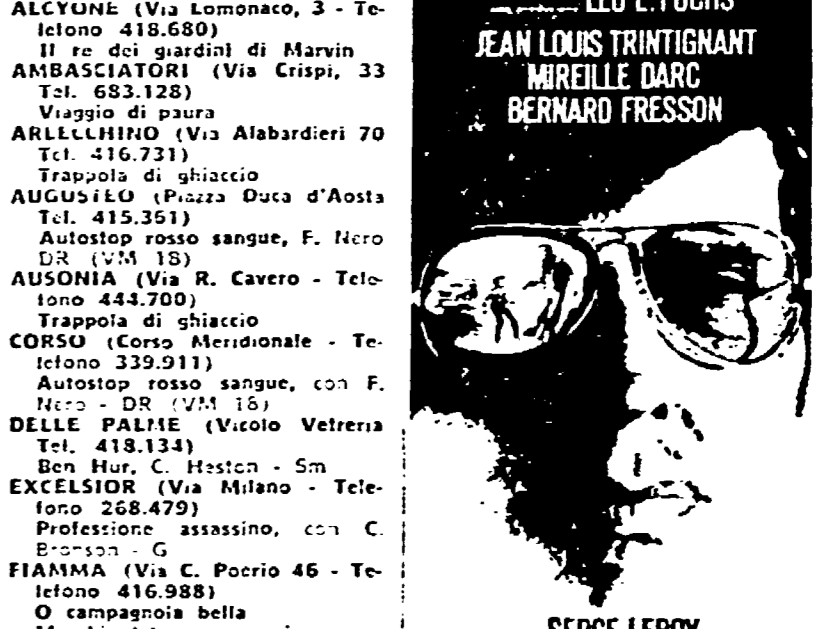 ALCYONE (Via Lomonaco, 3 - Te-
lefono 418.680)
Il re dei giardini di Marvin
AMBASCIATORI (Via Crispi, 33
Tel. 683.128)
Viaggio di paura
ARLECCHINO (Via Alabardieri 70
Tel. 416.731)
Trappola di ghiaccio
AUGUSTEO (Piazza Duca d'Aosta
Tel. 415.361)
Autostop rosso sangue, F. Nero
DR (VM 18)
AUSONIA (Via R. Cavero - Tele-
fono 444.700)
Trappola di ghiaccio
CORSO (Corso Meridionale - Te-
lefono 339.911)
Autostop rosso sangue, con F.
Nero - DR (VM 18)
DELLE PALME (Vicolo Vetreria
Tel. 418.134)
Ben Hur, C. Heston - Sm
EXCELSIOR (Via Milano - Tele-
fono 268.479)
Professione assassino, con C.
Bronson - G
FIAMMA (Via C. Poerio 46 - Te-
lefono 416.988)
O campagnola bella
LEO L. FUCHS
JEAN LOUIS TRINTIGNANT
MIREILLE DARC
BERNARD FRESSON
SERGE LEROY